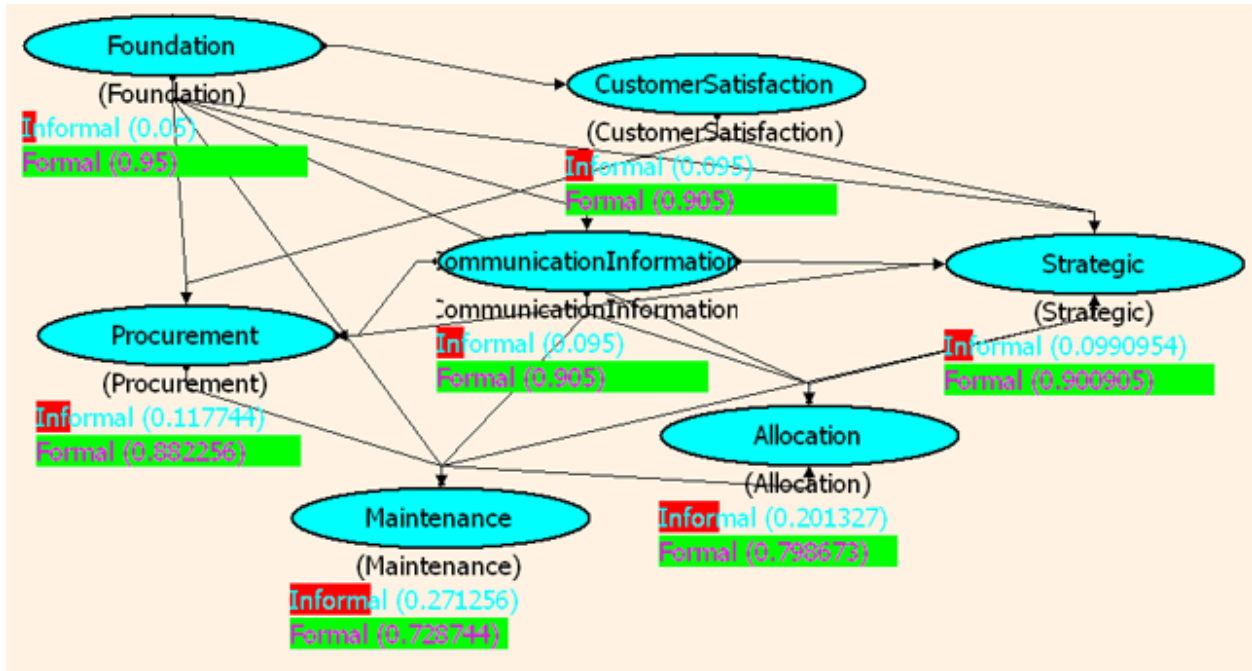 Foundation
(Foundation)
Informal (0.05)
Formal (0.95)
CustomerSatisfaction
(CustomerSatisfaction)
Informal (0.095)
Formal (0.905)
ommunicationInformation
ommunicationInformation
Informal (0.095)
Formal (0.905)
Strategic
(Strategic)
Informal (0.0990954)
Formal (0.900905)
Procurement
(Procurement)
Informal (0.117744)
Formal (0.882256)
Allocation
(Allocation)
Informal (0.201327)
Formal (0.798673)
Maintenance
(Maintenance)
Informal (0.271256)
Formal (0.728744)